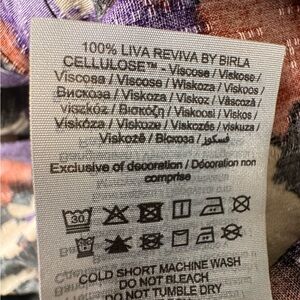 100% LIVA REVIVA BY BIRLA
CELLULOSE™ - Viscose / Viskose /
Viscosa / Viscose / Wiskoza / Viskoos /
Вискоза / Viskoza / Viskoz / Vâscoză /
viszkóz / Βισκόζη / Viskoosi / Viskos /
Viskóza / Viskoze / Viskozės / viskuza /
Viskozë / Віскоза / فسكوز
Exclusive of decoration / Décoration non
comprise
30
COLD SHORT MACHINE WASH
DO NOT BLEACH
DO NOT TUMBLE DRY